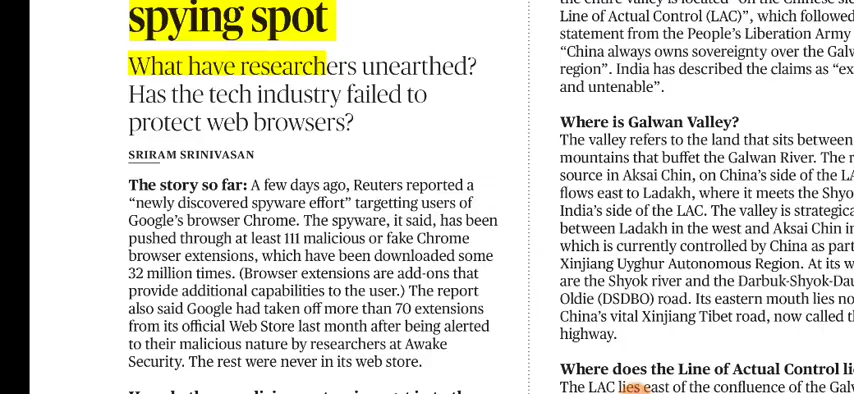 spying spot
What have researchers unearthed?
Has the tech industry failed to
protect web browsers?
SRIRAM SRINIVASAN
The story so far: A few days ago, Reuters reported a
“newly discovered spyware effort” targetting users of
Google’s browser Chrome. The spyware, it said, has been
pushed through at least 111 malicious or fake Chrome
browser extensions, which have been downloaded some
32 million times. (Browser extensions are add-ons that
provide additional capabilities to the user.) The report
also said Google had taken off more than 70 extensions
from its official Web Store last month after being alerted
to their malicious nature by researchers at Awake
Security. The rest were never in its web store.
Line of Actual Control (LAC)”, which followed
statement from the People’s Liberation Army
“China always owns sovereignty over the Galw
region”. India has described the claims as “ex
and untenable”.
Where is Galwan Valley?
The valley refers to the land that sits between
mountains that buffet the Galwan River. The r
source in Aksai Chin, on China’s side of the LA
flows east to Ladakh, where it meets the Shyo
India’s side of the LAC. The valley is strategica
between Ladakh in the west and Aksai Chin in
which is currently controlled by China as part
Xinjiang Uyghur Autonomous Region. At its w
are the Shyok river and the Darbuk-Shyok-Dau
Oldie (DSDBO) road. Its eastern mouth lies no
China’s vital Xinjiang Tibet road, now called th
highway.
Where does the Line of Actual Control li
The LAC lies east of the confluence of the Galw